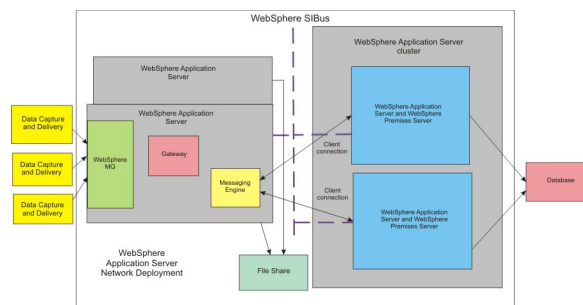 WebSphere SIBus
WebSphere Application
Server
WebSphere Application
Server
Data Capture
and Delivery
Data Capture
and Delivery
Data Capture
and Delivery
WebSphere
MQ
Gateway
Messaging
Engine
WebSphere
Application Server
Network Deployment
File Share
Client
connection
Client
connection
WebSphere Application Server
cluster
WebSphere Application
Server and WebSphere
Premises Server
WebSphere Application
Server and WebSphere
Premises Server
Database